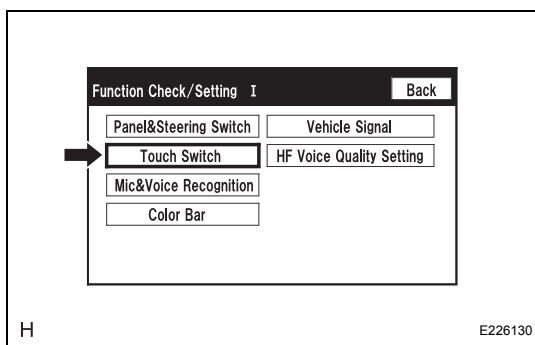 Function Check/Setting I
Back
Panel&Steering Switch
Vehicle Signal
Touch Switch
HF Voice Quality Setting
Mic&Voice Recognition
Color Bar
H
E226130